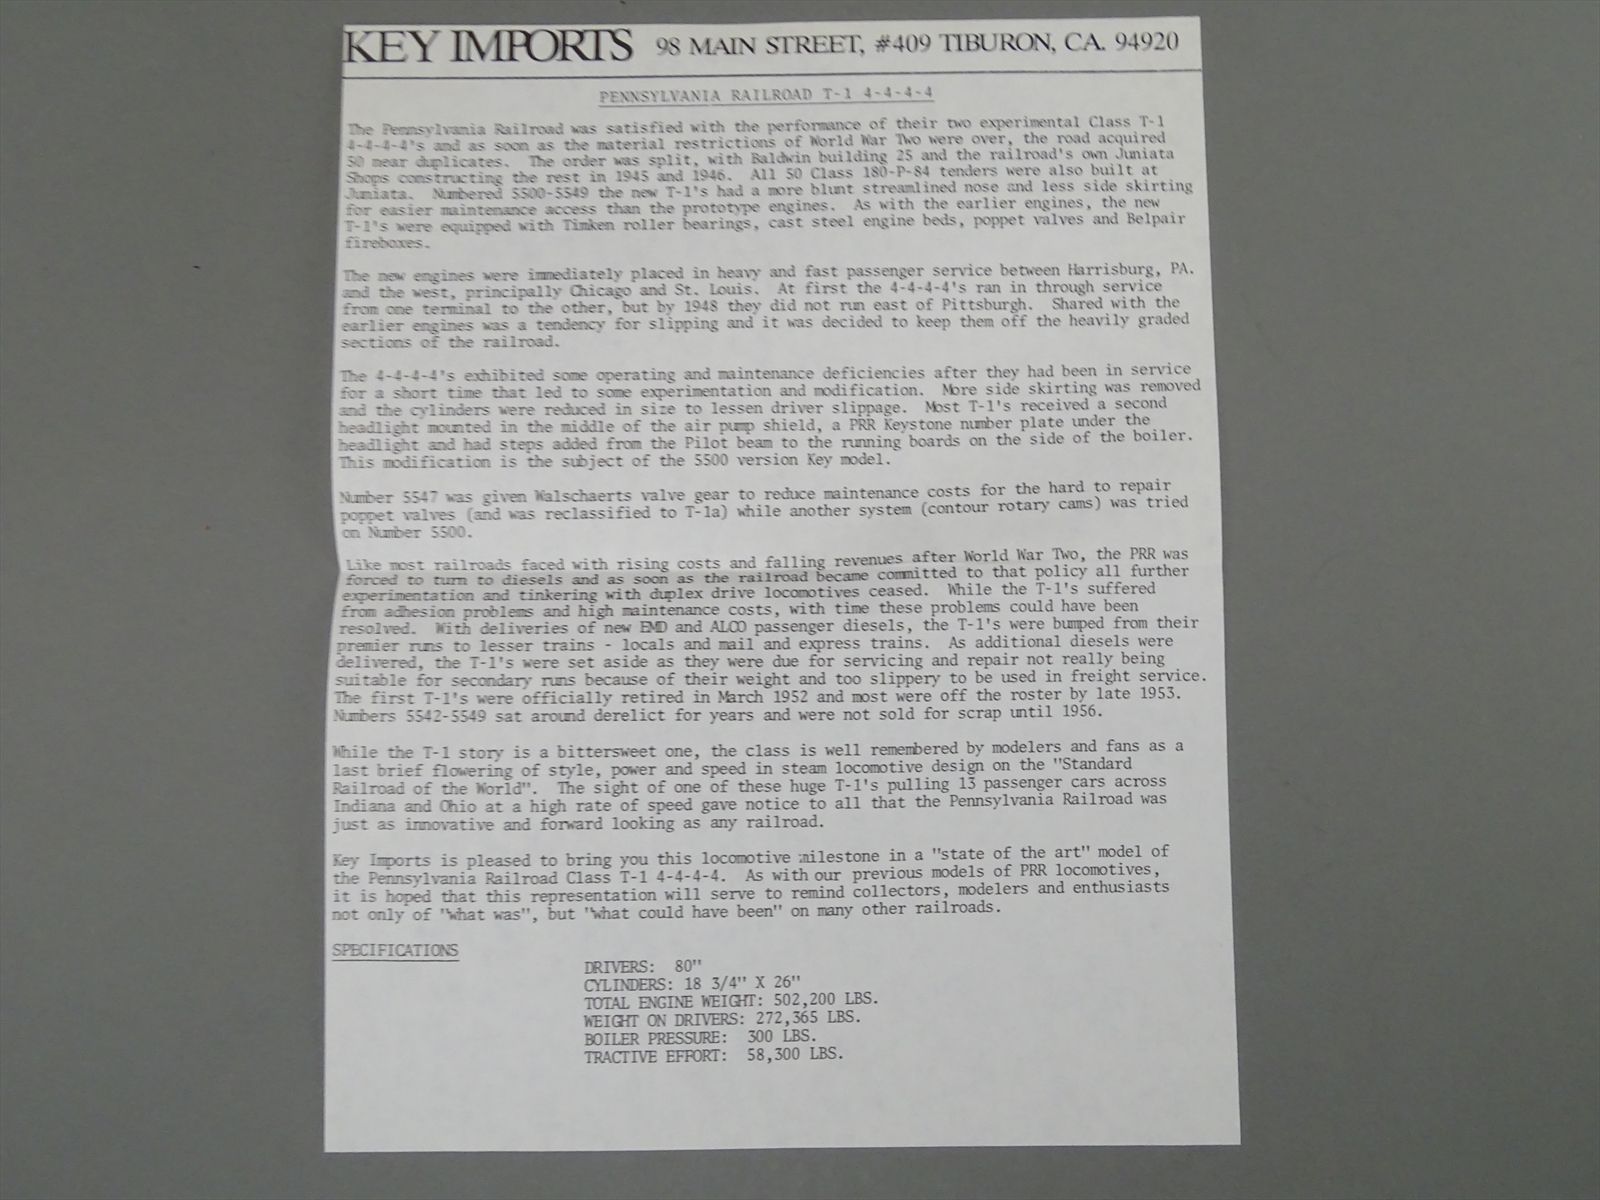 KEY IMPORTS 98 MAIN STREET, #409 TIBURON, CA. 94920
PENNSYLVANIA RAILROAD T-1 4-4-4-4
The Pennsylvania Railroad was satisfied with the performance of their two experimental Class T-1
4-4-4-4's and as soon as the material restrictions of World War Two were over, the road acquired
50 near duplicates. The order was split, with Baldwin building 25 and the railroad's own Juniata
Shops constructing the rest in 1945 and 1946. All 50 Class 180-P-84 tenders were also built at
Juniata. Numbered 5500-5549 the new T-1's had a more blunt streamlined nose and less side skirting
for easier maintenance access than the prototype engines. As with the earlier engines, the new
T-1's were equipped with Timken roller bearings, cast steel engine beds, poppet valves and Belpair
fireboxes.
The new engines were immediately placed in heavy and fast passenger service between Harrisburg, PA.
and the west, principally Chicago and St. Louis. At first the 4-4-4-4's ran in through service
from one terminal to the other, but by 1948 they did not run east of Pittsburgh. Shared with the
earlier engines was a tendency for slipping and it was decided to keep them off the heavily graded
sections of the railroad.
The 4-4-4-4's exhibited some operating and maintenance deficiencies after they had been in service
for a short time that led to some experimentation and modification. More side skirting was removed
and the cylinders were reduced in size to lessen driver slippage. Most T-1's received a second
headlight mounted in the middle of the air pump shield, a PRR Keystone number plate under the
headlight and had steps added from the Pilot beam to the running boards on the side of the boiler.
This modification is the subject of the 5500 version Key model.
Number 5547 was given Walschaerts valve gear to reduce maintenance costs for the hard to repair
poppet valves (and was reclassified to T-1a) while another system (contour rotary cams) was tried
on Number 5500.
Like most railroads faced with rising costs and falling revenues after World War Two, the PRR was
forced to turn to diesels and as soon as the railroad became committed to that policy all further
experimentation and tinkering with duplex drive locomotives ceased. While the T-1's suffered
from adhesion problems and high maintenance costs, with time these problems could have been
resolved. With deliveries of new EMD and ALCO passenger diesels, the T-1's were bumped from their
premier runs to lesser trains - locals and mail and express trains. As additional diesels were
delivered, the T-1's were set aside as they were due for servicing and repair not really being
suitable for secondary runs because of their weight and too slippery to be used in freight service.
The first T-1's were officially retired in March 1952 and most were off the roster by late 1953.
Numbers 5542-5549 sat around derelict for years and were not sold for scrap until 1956.
While the T-1 story is a bittersweet one, the class is well remembered by modelers and fans as a
last brief flowering of style, power and speed in steam locomotive design on the "Standard
Railroad of the World". The sight of one of these huge T-1's pulling 13 passenger cars across
Indiana and Ohio at a high rate of speed gave notice to all that the Pennsylvania Railroad was
just as innovative and forward looking as any railroad.
Key Imports is pleased to bring you this locomotive milestone in a "state of the art" model of
the Pennsylvania Railroad Class T-1 4-4-4-4. As with our previous models of PRR locomotives,
it is hoped that this representation will serve to remind collectors, modelers and enthusiasts
not only of "what was", but "what could have been" on many other railroads.
SPECIFICATIONS
DRIVERS: 80"
CYLINDERS: 18 3/4" X 26"
TOTAL ENGINE WEIGHT: 502,200 LBS.
WEIGHT ON DRIVERS: 272,365 LBS.
BOILER PRESSURE: 300 LBS.
TRACTIVE EFFORT: 58,300 LBS.